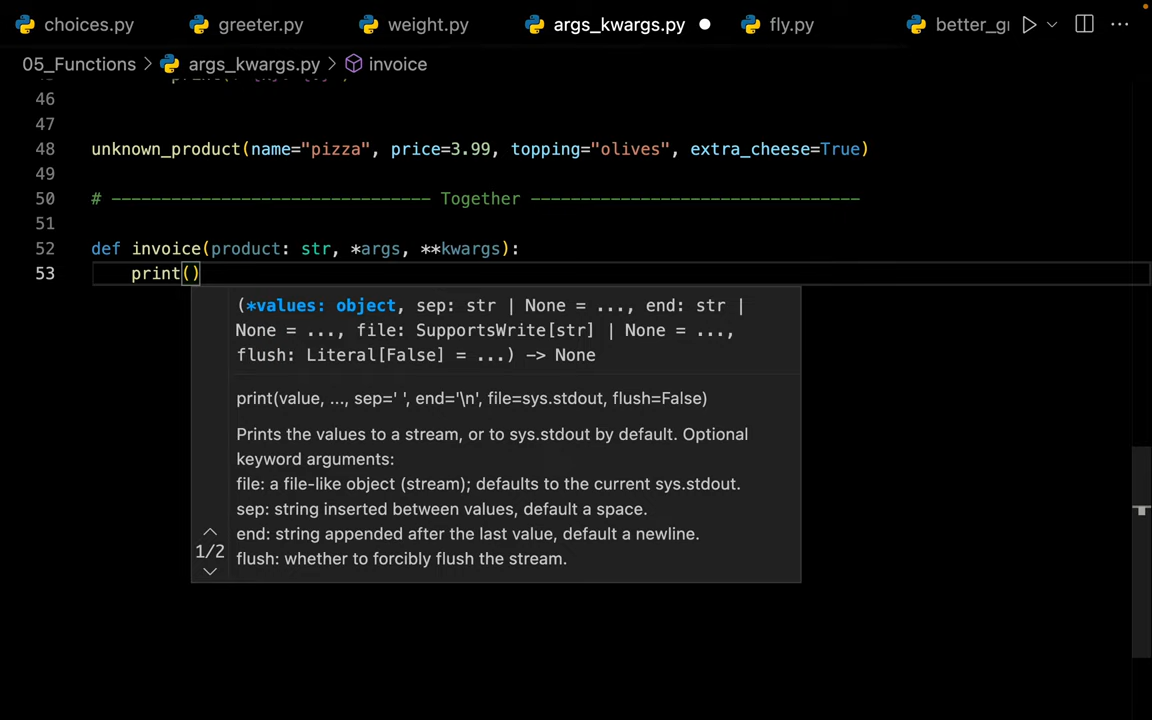 choices.py greeter.py weight.py args_kwargs.py fly.py better_g
05_Functions > args_kwargs.py > invoice
46
47
48 unknown_product(name="pizza", price=3.99, topping="olives", extra_cheese=True)
49
50 # -------------------------------- Together ---------------------------------
51
52 def invoice(product: str, *args, **kwargs):
53 print()
(*values: object, sep: str | None = ..., end: str |
None = ..., file: SupportsWrite[str] | None = ...,
flush: Literal[False] = ...) -> None
print(value, ..., sep=' ', end='\n', file=sys.stdout, flush=False)
Prints the values to a stream, or to sys.stdout by default. Optional
keyword arguments:
file: a file-like object (stream); defaults to the current sys.stdout.
sep: string inserted between values, default a space.
end: string appended after the last value, default a newline.
1/2
flush: whether to forcibly flush the stream.